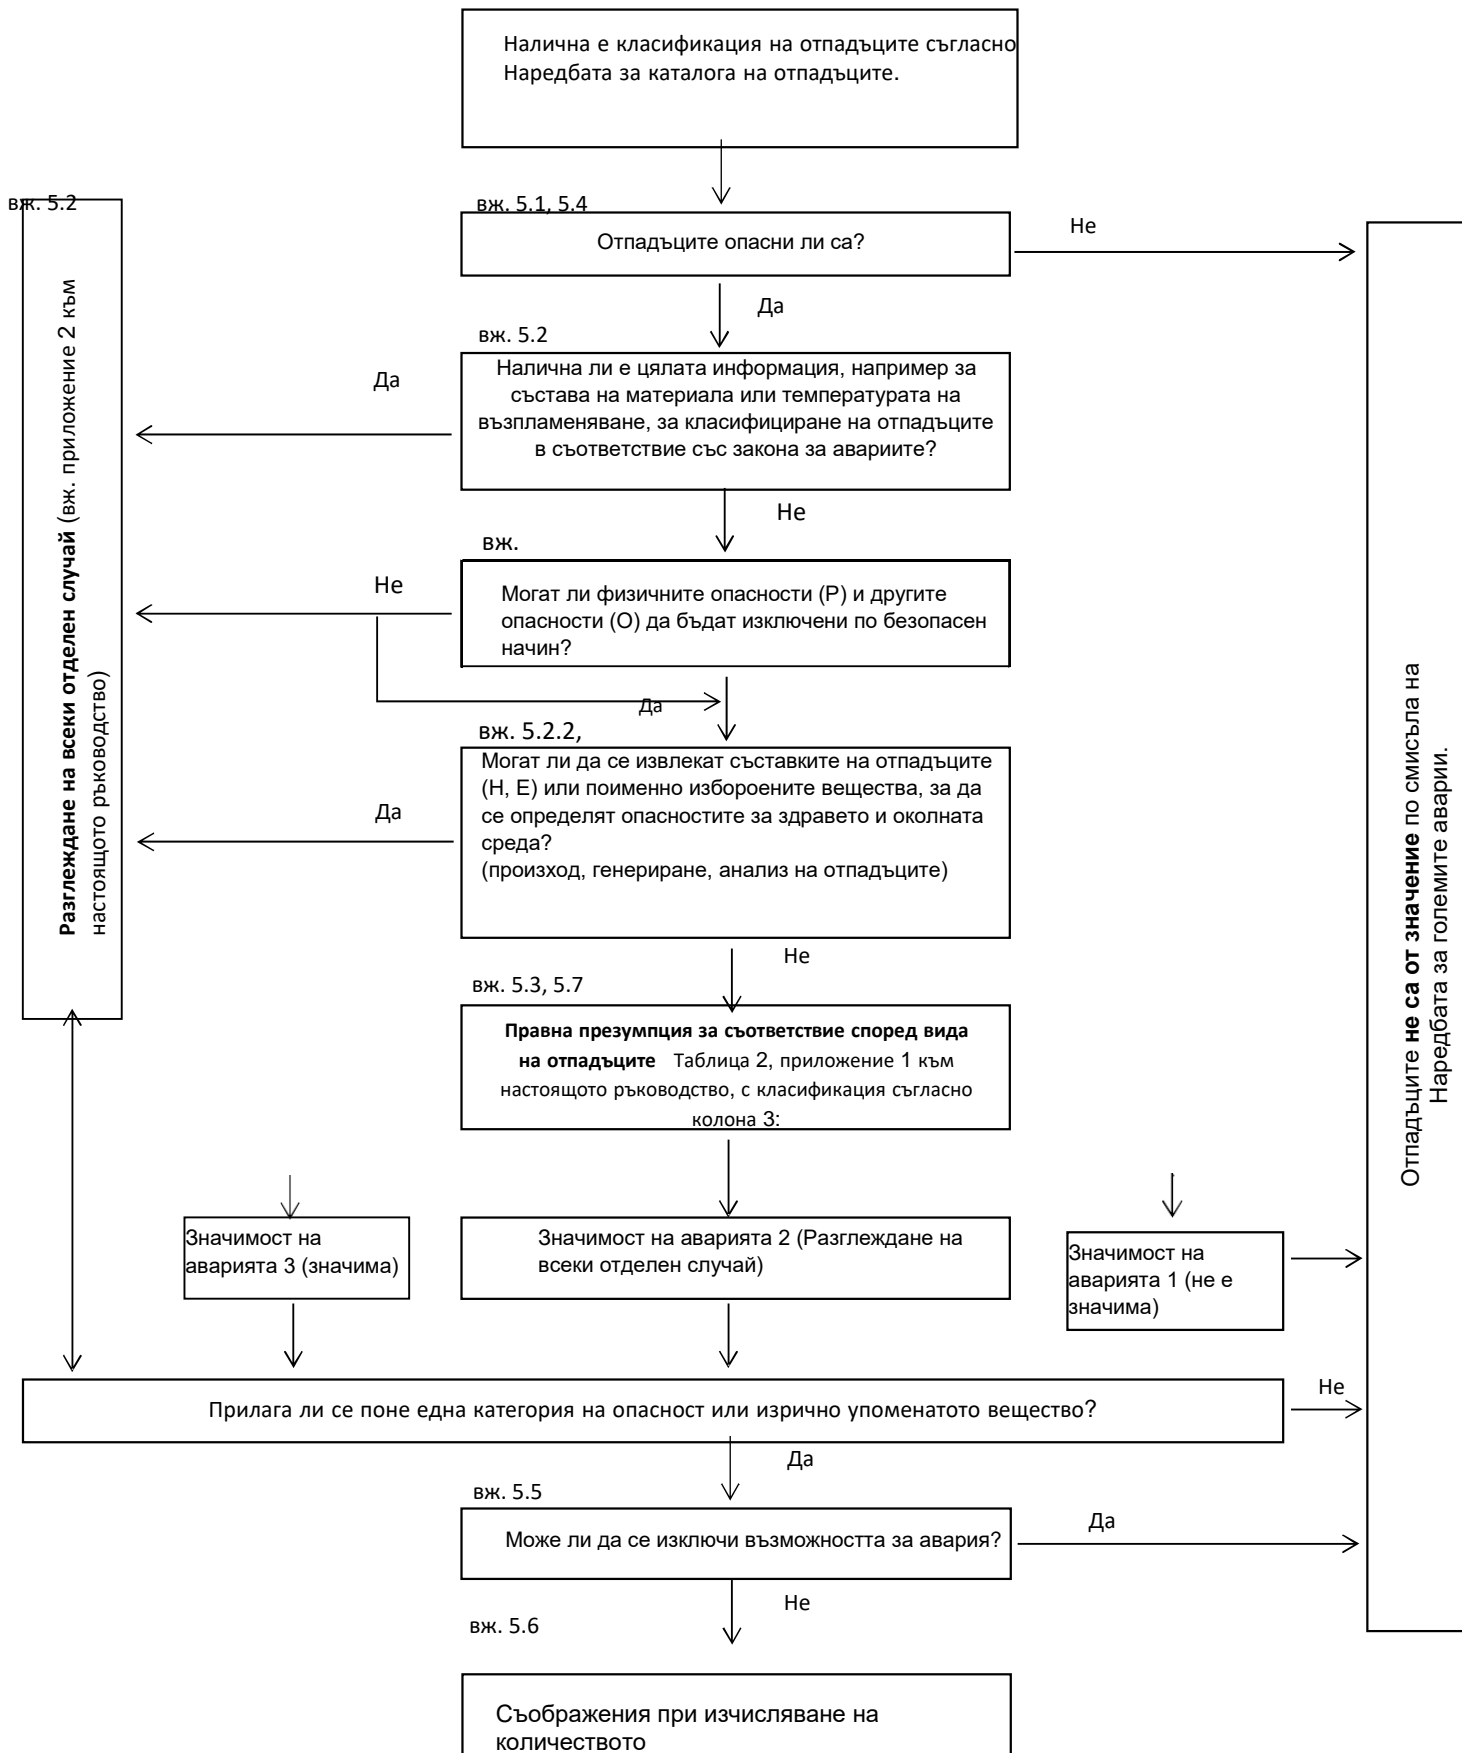 Налична е класификация на отпадъците съгласно
Наредбата за каталога на отпадъците.
вж. 5.2
вж. 5.1, 5.4
Отпадъците опасни ли са?
Не
Да
вж. 5.2
Налична ли е цялата информация, например за
състава на материала или температурата на
възпламеняване, за класифициране на отпадъците
в съответствие със закона за авариите?
Да
Не
вж.
Могат ли физичните опасности (P) и другите
опасности (O) да бъдат изключени по безопасен
начин?
Не
Да
вж. 5.2.2,
Могат ли да се извлекат съставките на отпадъците
(H, E) или поименно изброените вещества, за да
се определят опасностите за здравето и околната
среда?
(произход, генериране, анализ на отпадъците)
Да
Не
Разглеждане на всеки отделен случай (вж. приложение 2 към
настоящото ръководство)
вж. 5.3, 5.7
Правна презумпция за съответствие според вида
на отпадъците Таблица 2, приложение 1 към
настоящото ръководство, с класификация съгласно
колона 3:
Отпадъците не са от значение по смисъла на
Наредбата за големите аварии.
Значимост на
аварията 3 (значима)
Значимост на аварията 2 (Разглеждане на
всеки отделен случай)
Значимост на
аварията 1 (не е
значима)
Прилага ли се поне една категория на опасност или изрично упоменатото вещество?
Не
Да
вж. 5.5
Може ли да се изключи възможността за авария?
Да
Не
вж. 5.6
Съображения при изчисляване на
количеството